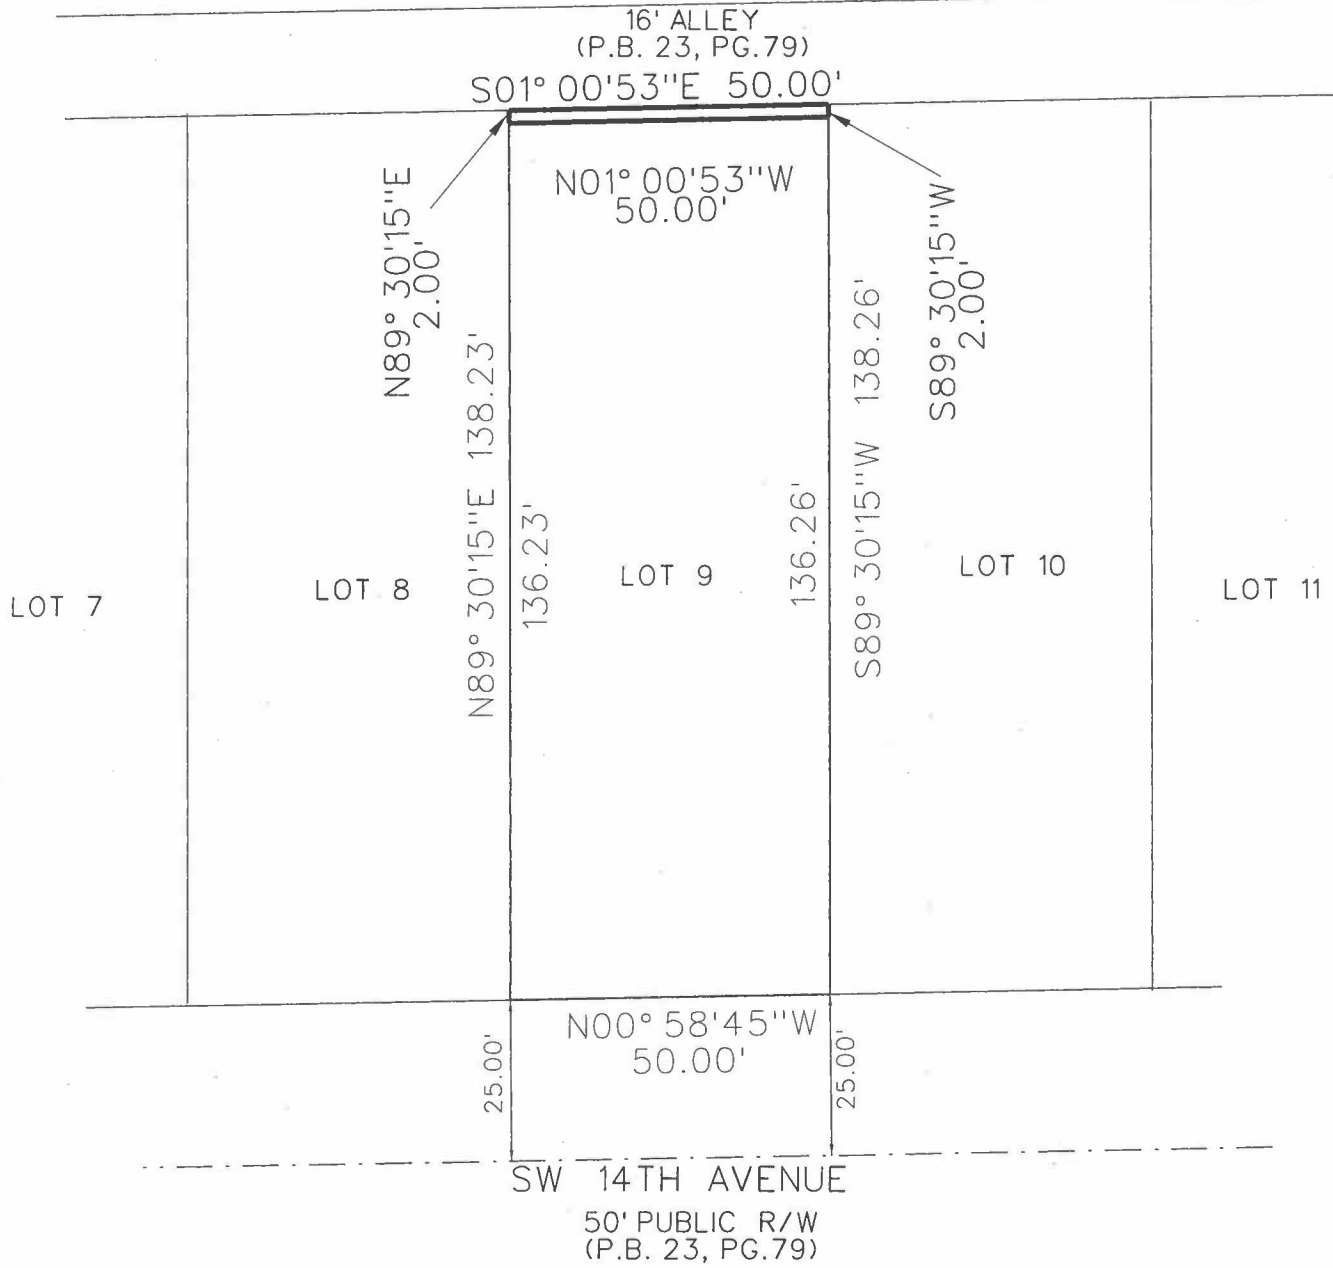 16' ALLEY
(P.B. 23, PG.79)
S01° 00'53"E 50.00'
N01° 00'53"W
50.00'
N89° 30'15"E
2.00'
S89° 30'15"W
2.00'
N89° 30'15"E 138.23'
136.23'
136.26'
S89° 30'15"W 138.26'
LOT 7
LOT 8
LOT 9
LOT 10
LOT 11
N00° 58'45"W
50.00'
25.00'
25.00'
SW 14TH AVENUE
50' PUBLIC R/W
(P.B. 23, PG.79)